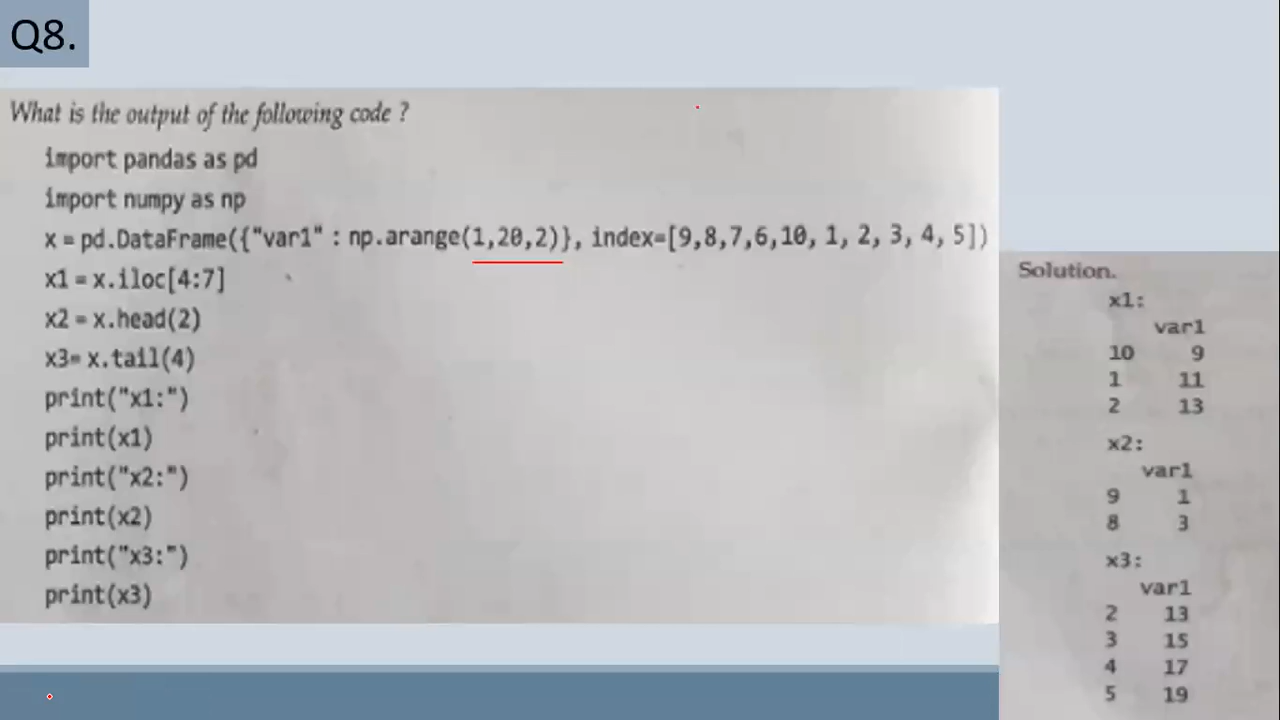 Q8.
What is the output of the following code ?
import pandas as pd
import numpy as np
x = pd.DataFrame({"var1" : np.arange(1,20,2)}, index=[9,8,7,6,10, 1, 2, 3, 4, 5])
x1 = x.iloc[4:7]
x2 = x.head(2)
x3= x.tail(4)
print("x1:")
print(x1)
print("x2:")
print(x2)
print("x3:")
print(x3)
Solution.
x1:
var1
10 9
1 11
2 13
x2:
var1
9 1
8 3
x3:
var1
2 13
3 15
4 17
5 19